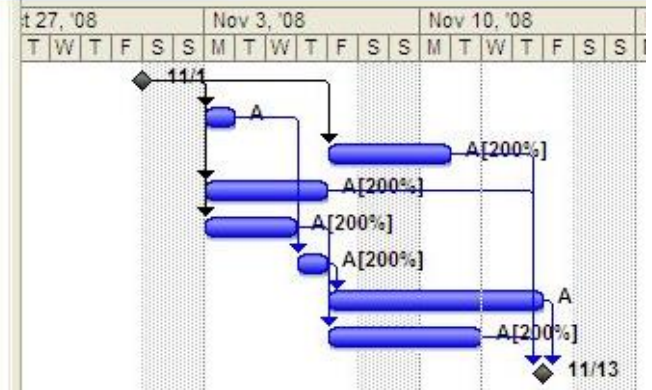 t 27, '08 Nov 3, '08 Nov 10, '08
T W T F S S M T W T F S S M T W T F S S
11/1
A
A[200%]
A[200%]
A[200%]
A[200%]
A
A[200%]
11/13